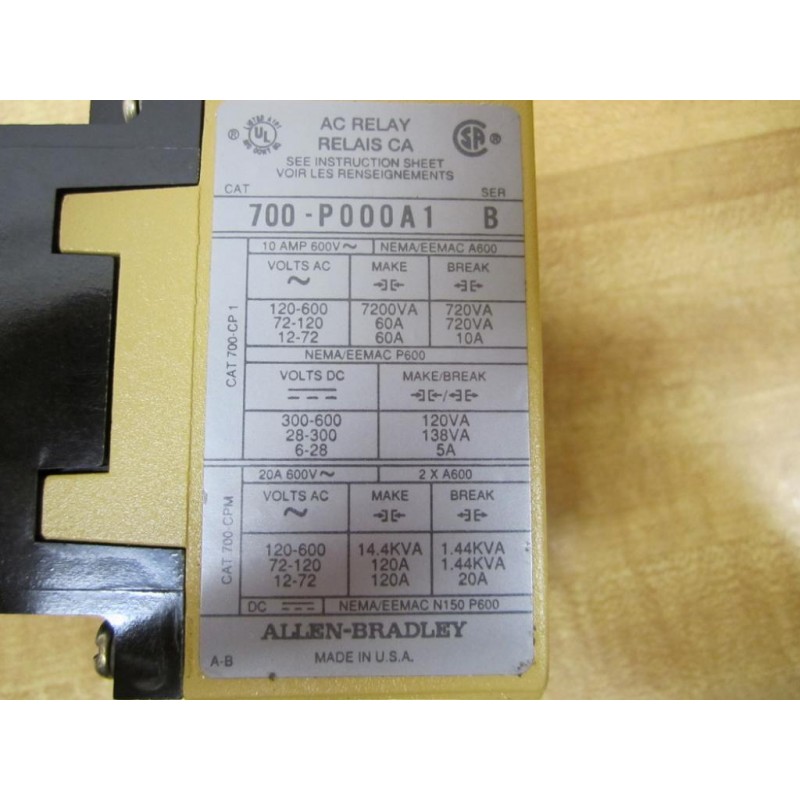 AC RELAY
RELAIS CA
SEE INSTRUCTION SHEET
VOIR LES RENSEIGNEMENTS
UL
®
SA ®
CAT SER
700-P000A1 B
CAT 700-CP1
10 AMP 600V~ NEMA/EEMAC A600
VOLTS AC MAKE BREAK
~
120-600 7200VA 720VA
72-120 60A 720VA
12-72 60A 10A
NEMA/EEMAC P600
VOLTS DC MAKE/BREAK
/
300-600 120VA
28-300 138VA
6-28 5A
CAT 700-CPM
20A 600V~ 2 X A600
VOLTS AC MAKE BREAK
~
120-600 14.4KVA 1.44KVA
72-120 120A 1.44KVA
12-72 120A 20A
DC NEMA/EEMAC N150 P600
ALLEN-BRADLEY
A-B MADE IN U.S.A.